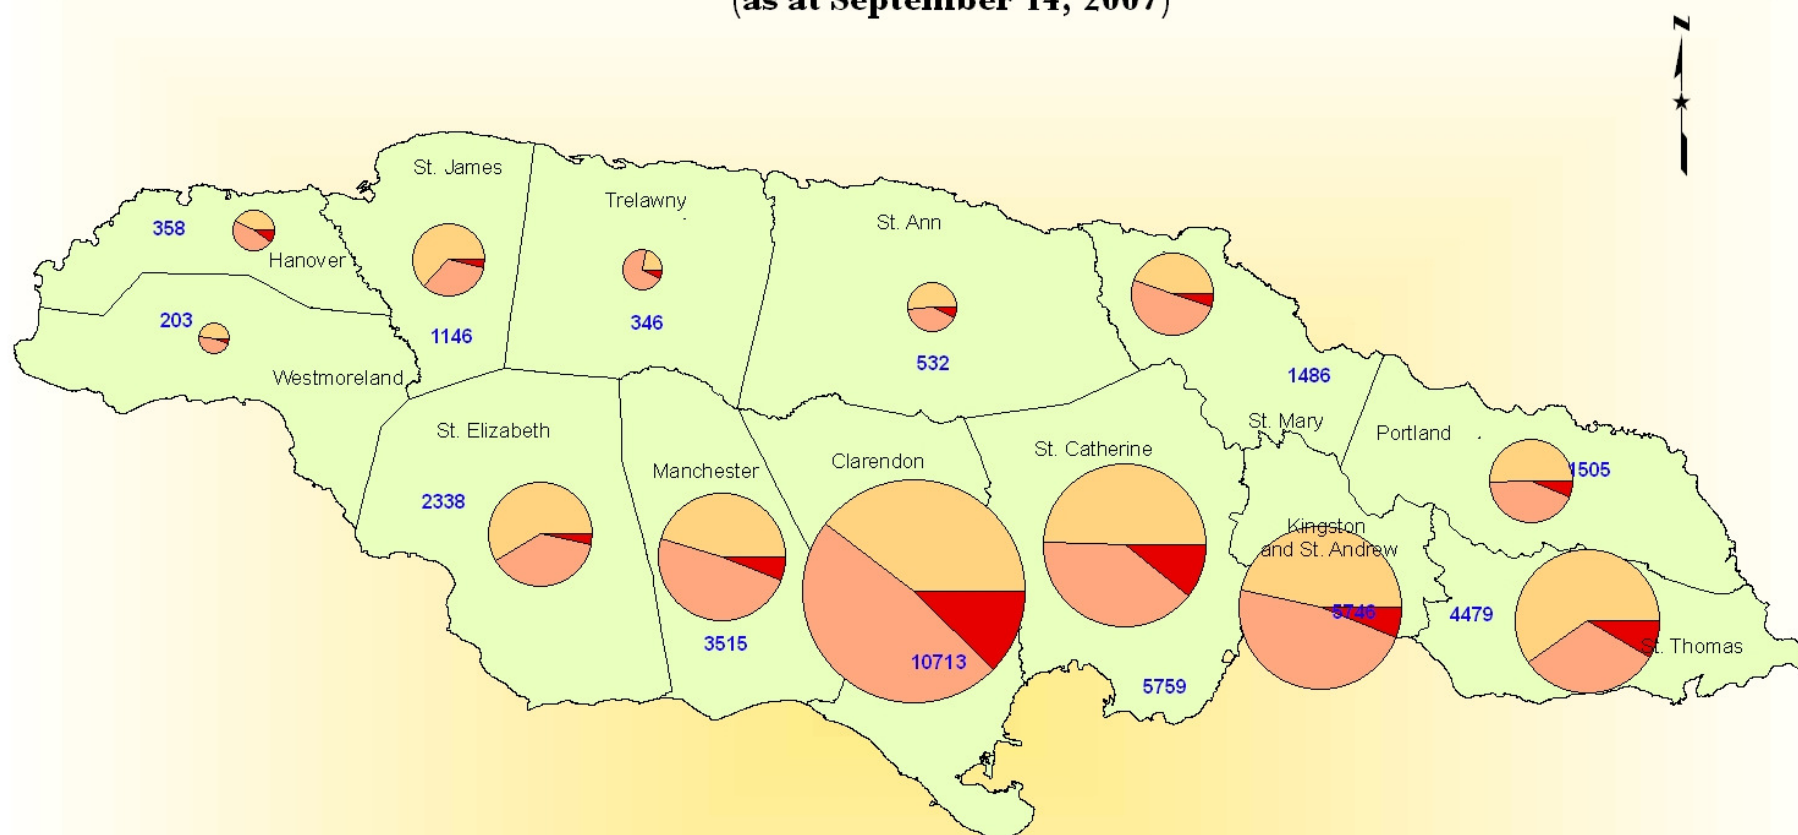 (as at September 14, 2007)
N
St. James
Trelawny
St. Ann
358
Hanover
203
1146
346
532
Westmoreland
1486
St. Mary
Portland
1505
St. Elizabeth
Manchester
Clarendon
St. Catherine
2338
Kingston
and St. Andrew
5746
4479
St. Thomas
3515
10713
5759